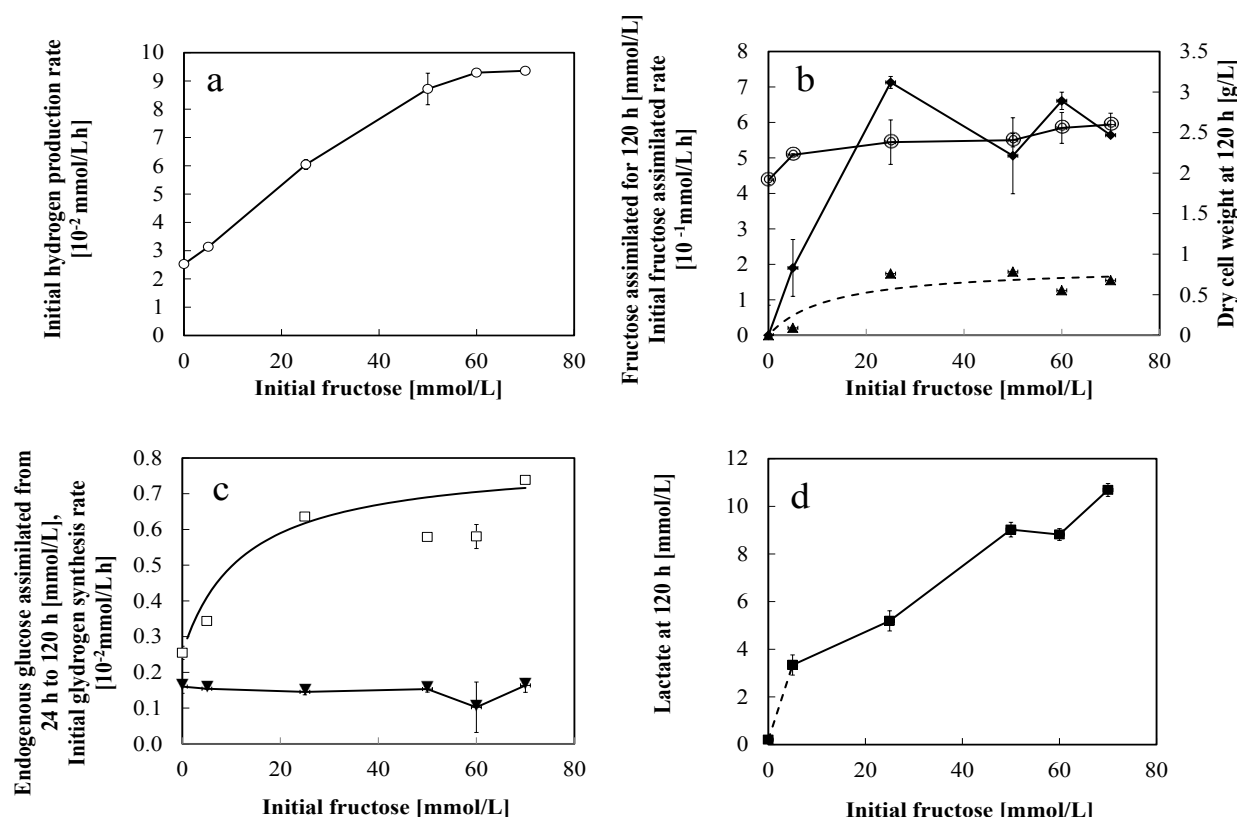 a
Initial hydrogen production rate
[10-2 mmol/Lh]
10
9
8
7
6
5
4
3
2
1
0
0 20 40 60 80
Initial fructose [mmol/L]
b
Fructose assimilated for 120 h [mmol/L]
Initial fructose assimilated rate
[10 -1mmol/L h]
8
7
6
5
4
3
2
1
0
0 20 40 60 80
Initial fructose [mmol/L]
3.5
3
2.5
2
1.5
1
0.5
0
Dry cell weight at 120 h [g/L]
c
Endogenous glucose assimilated from
24 h to 120 h [mmol/L],
Initial glydrogen synthesis rate
[10-2mmol/L h]
0.8
0.7
0.6
0.5
0.4
0.3
0.2
0.1
0.0
0 20 40 60 80
Initial fructose [mmol/L]
d
Lactate at 120 h [mmol/L]
12
10
8
6
4
2
0
0 20 40 60 80
Initial fructose [mmol/L]